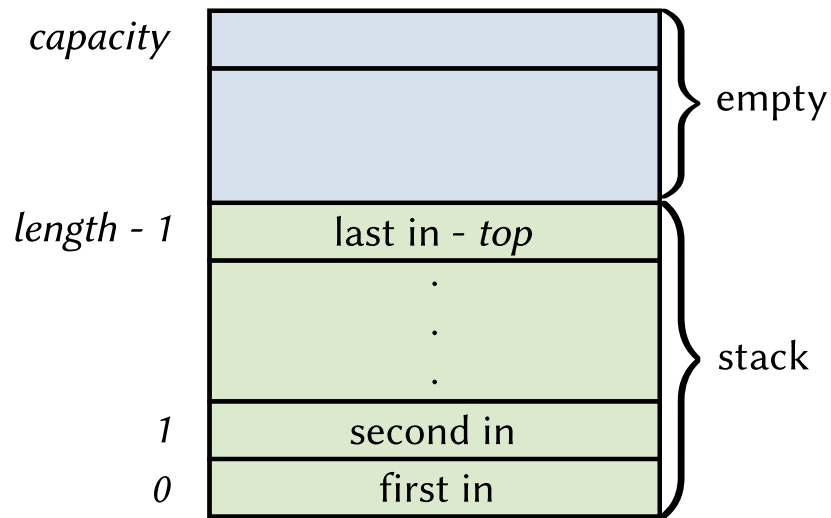 capacity
empty
length - 1
last in - top
.
.
.
stack
1
second in
0
first in